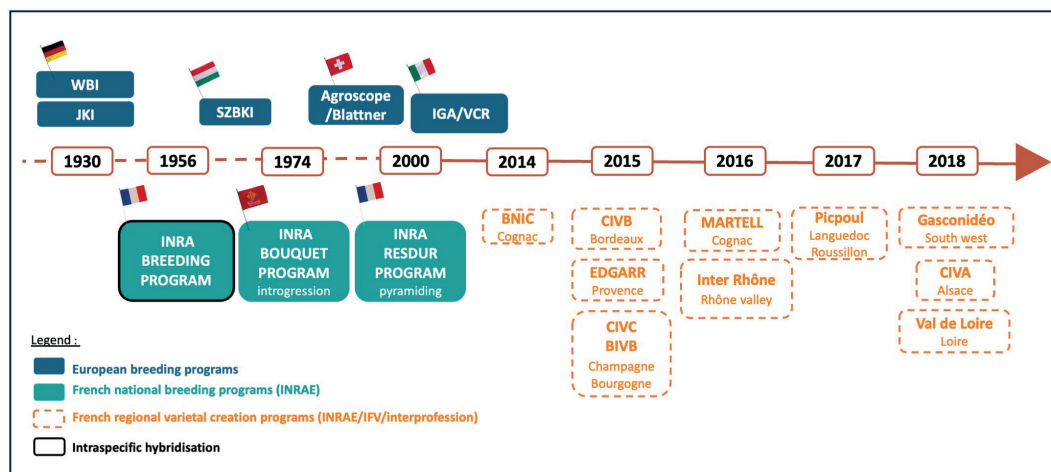 WBI
JKI
SZBKI
Agroscope
/Blattner
IGA/VCR
1930
1956
1974
2000
2014
2015
2016
2017
2018
INRA
BREEDING
PROGRAM
INRA
BOUQUET
PROGRAM
introgression
INRA
RESDUR
PROGRAM
pyramiding
BNIC
Cognac
CIVB
Bordeaux
EDGARR
Provence
CIVC
BIVB
Champagne
Bourgogne
MARTELL
Cognac
Inter Rhône
Rhône valley
Picpoul
Languedoc
Roussillon
Gasconidéo
South west
CIVA
Alsace
Val de Loire
Loire
Legend :
European breeding programs
French national breeding programs (INRAE)
French regional varietal creation programs (INRAE/IFV/interprofession)
Intraspecific hybridisation